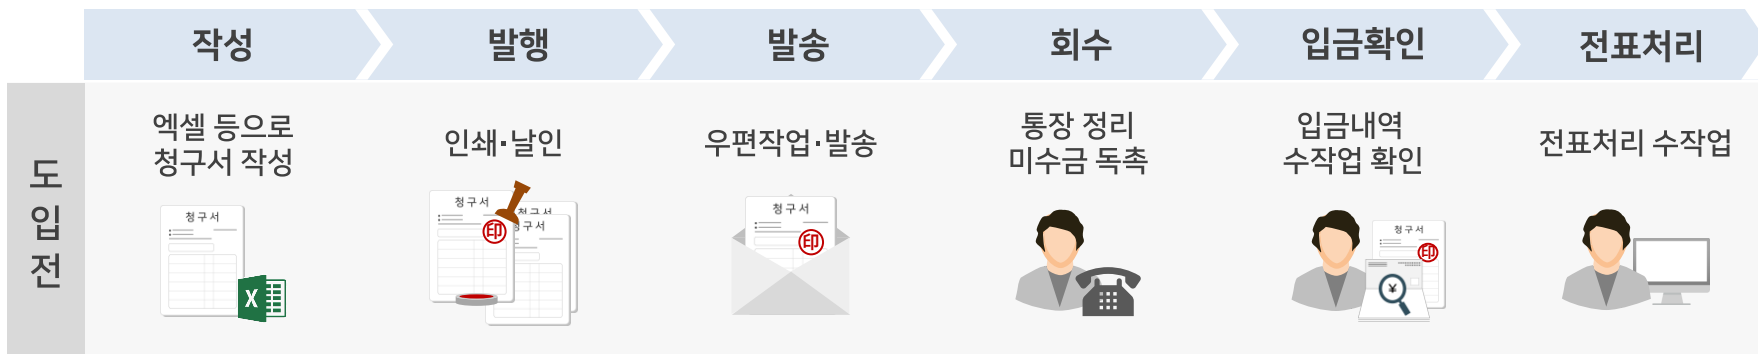 작성
발행
발송
회수
입금확인
전표처리
도
입
전
엑셀 등으로
청구서 작성
인쇄·날인
우편작업·발송
통장 정리
미수금 독촉
입금내역
수작업 확인
전표처리 수작업
청구서
X
청구서
印
청구서
구서
청구서
印
청구서
印
¥